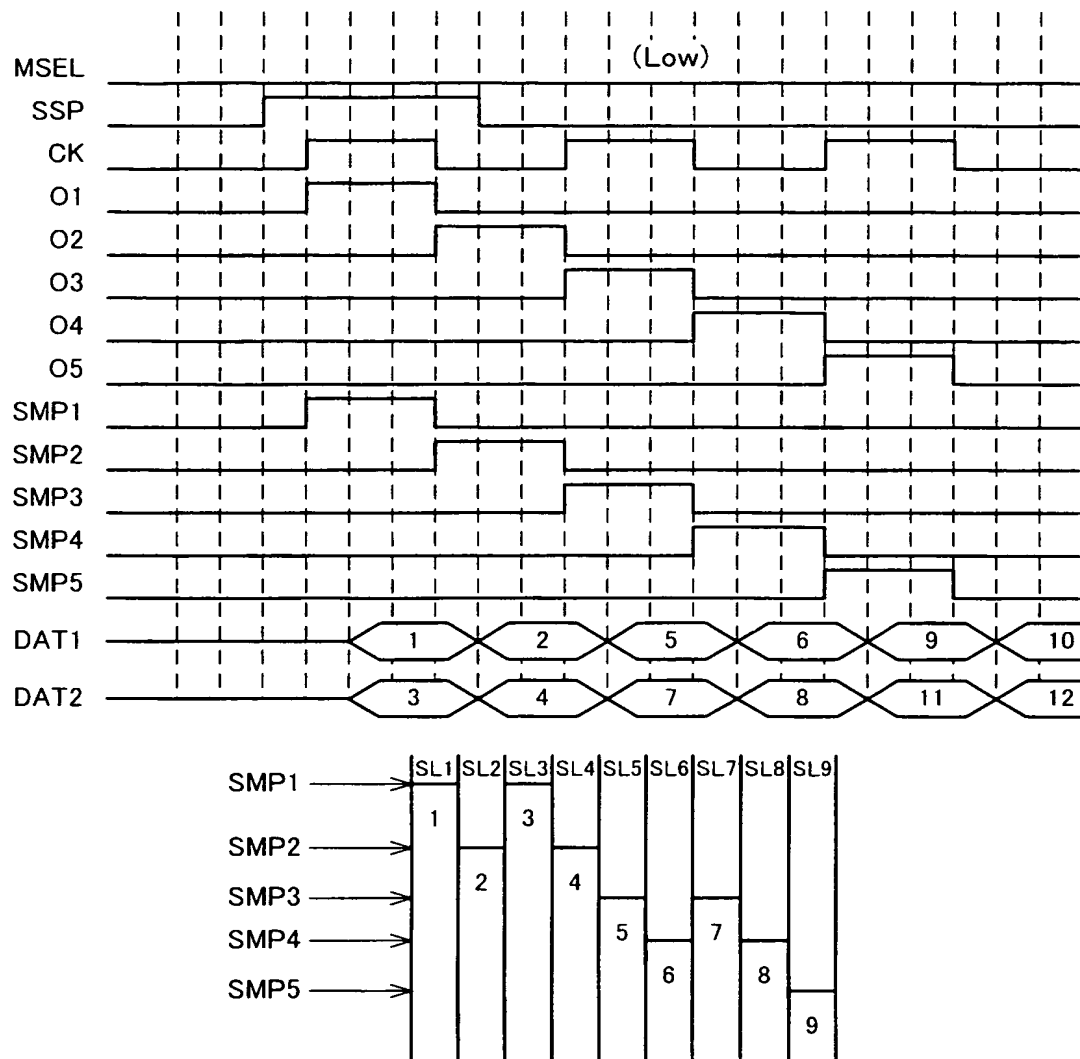 (Low)
MSEL
SSP
CK
O1
O2
O3
O4
O5
SMP1
SMP2
SMP3
SMP4
SMP5
DAT1 1 2 5 6 9 10
DAT2 3 4 7 8 11 12
SL1 SL2 SL3 SL4 SL5 SL6 SL7 SL8 SL9
SMP1
1 3
SMP2
2 4
SMP3
5 7
SMP4
6 8
SMP5
9